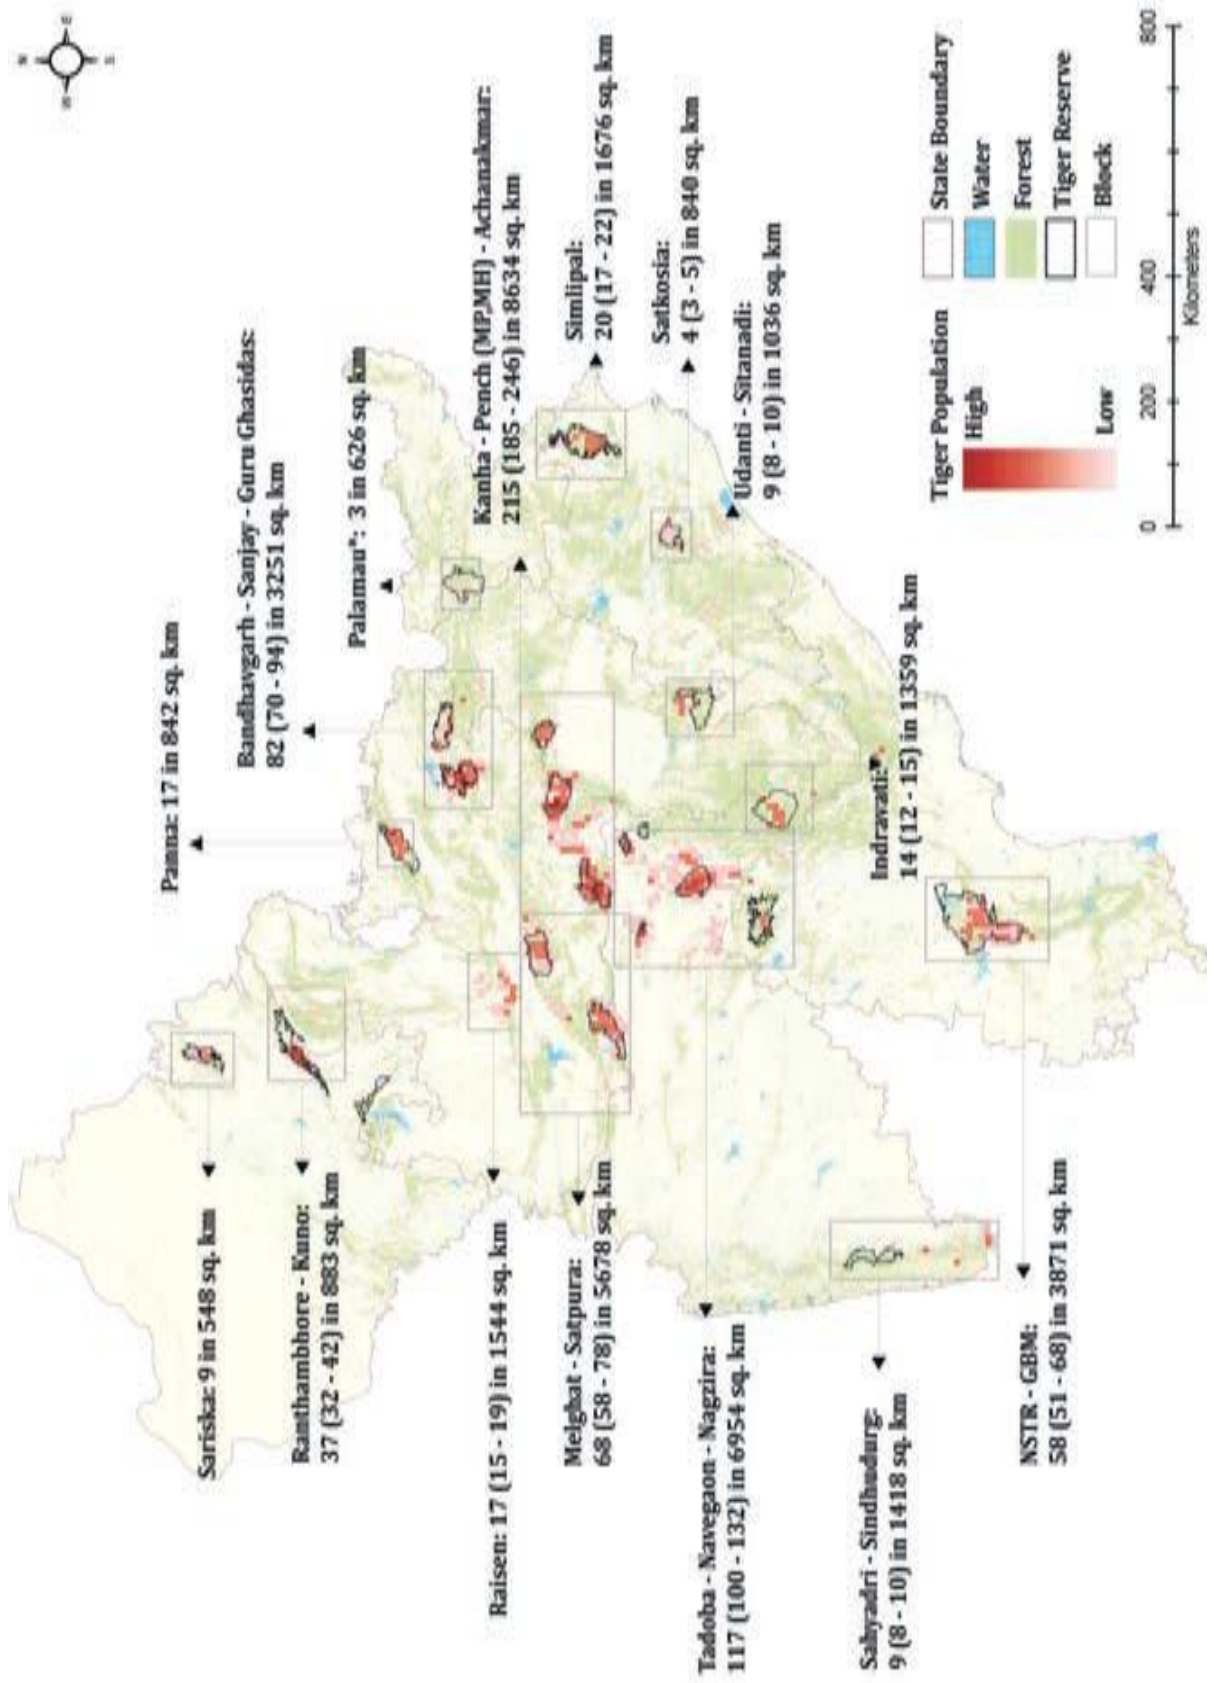 N
E
W
S
Panna: 17 in 842 sq. km
Bandhavgarh - Sanjay - Guru Ghasidas:
82 (70 - 94) in 3251 sq. km
Palamau*: 3 in 626 sq. km
Kanha - Pench (MP,MH) - Achanakmar:
215 (185 - 246) in 8634 sq. km
Simlipal:
20 (17 - 22) in 1676 sq. km
Satkosia:
4 (3 - 5) in 840 sq. km
Udanti - Sitanadi:
9 (8 - 10) in 1036 sq. km
Indravati:
14 (12 - 15) in 1359 sq. km
Sariska: 9 in 548 sq. km
Ramthambhore - Kuno:
37 (32 - 42) in 883 sq. km
Raisen: 17 (15 - 19) in 1544 sq. km
Melghat - Satpura:
68 (58 - 78) in 5678 sq. km
Tadoba - Navegaon - Nagzira:
117 (100 - 132) in 6954 sq. km
Sahyadri - Sindhudurg:
9 (8 - 10) in 1418 sq. km
NSTR - GBM:
58 (51 - 68) in 3871 sq. km
Tiger Population
High
Low
State Boundary
Water
Forest
Tiger Reserve
Block
0 200 400 800
Kilometers